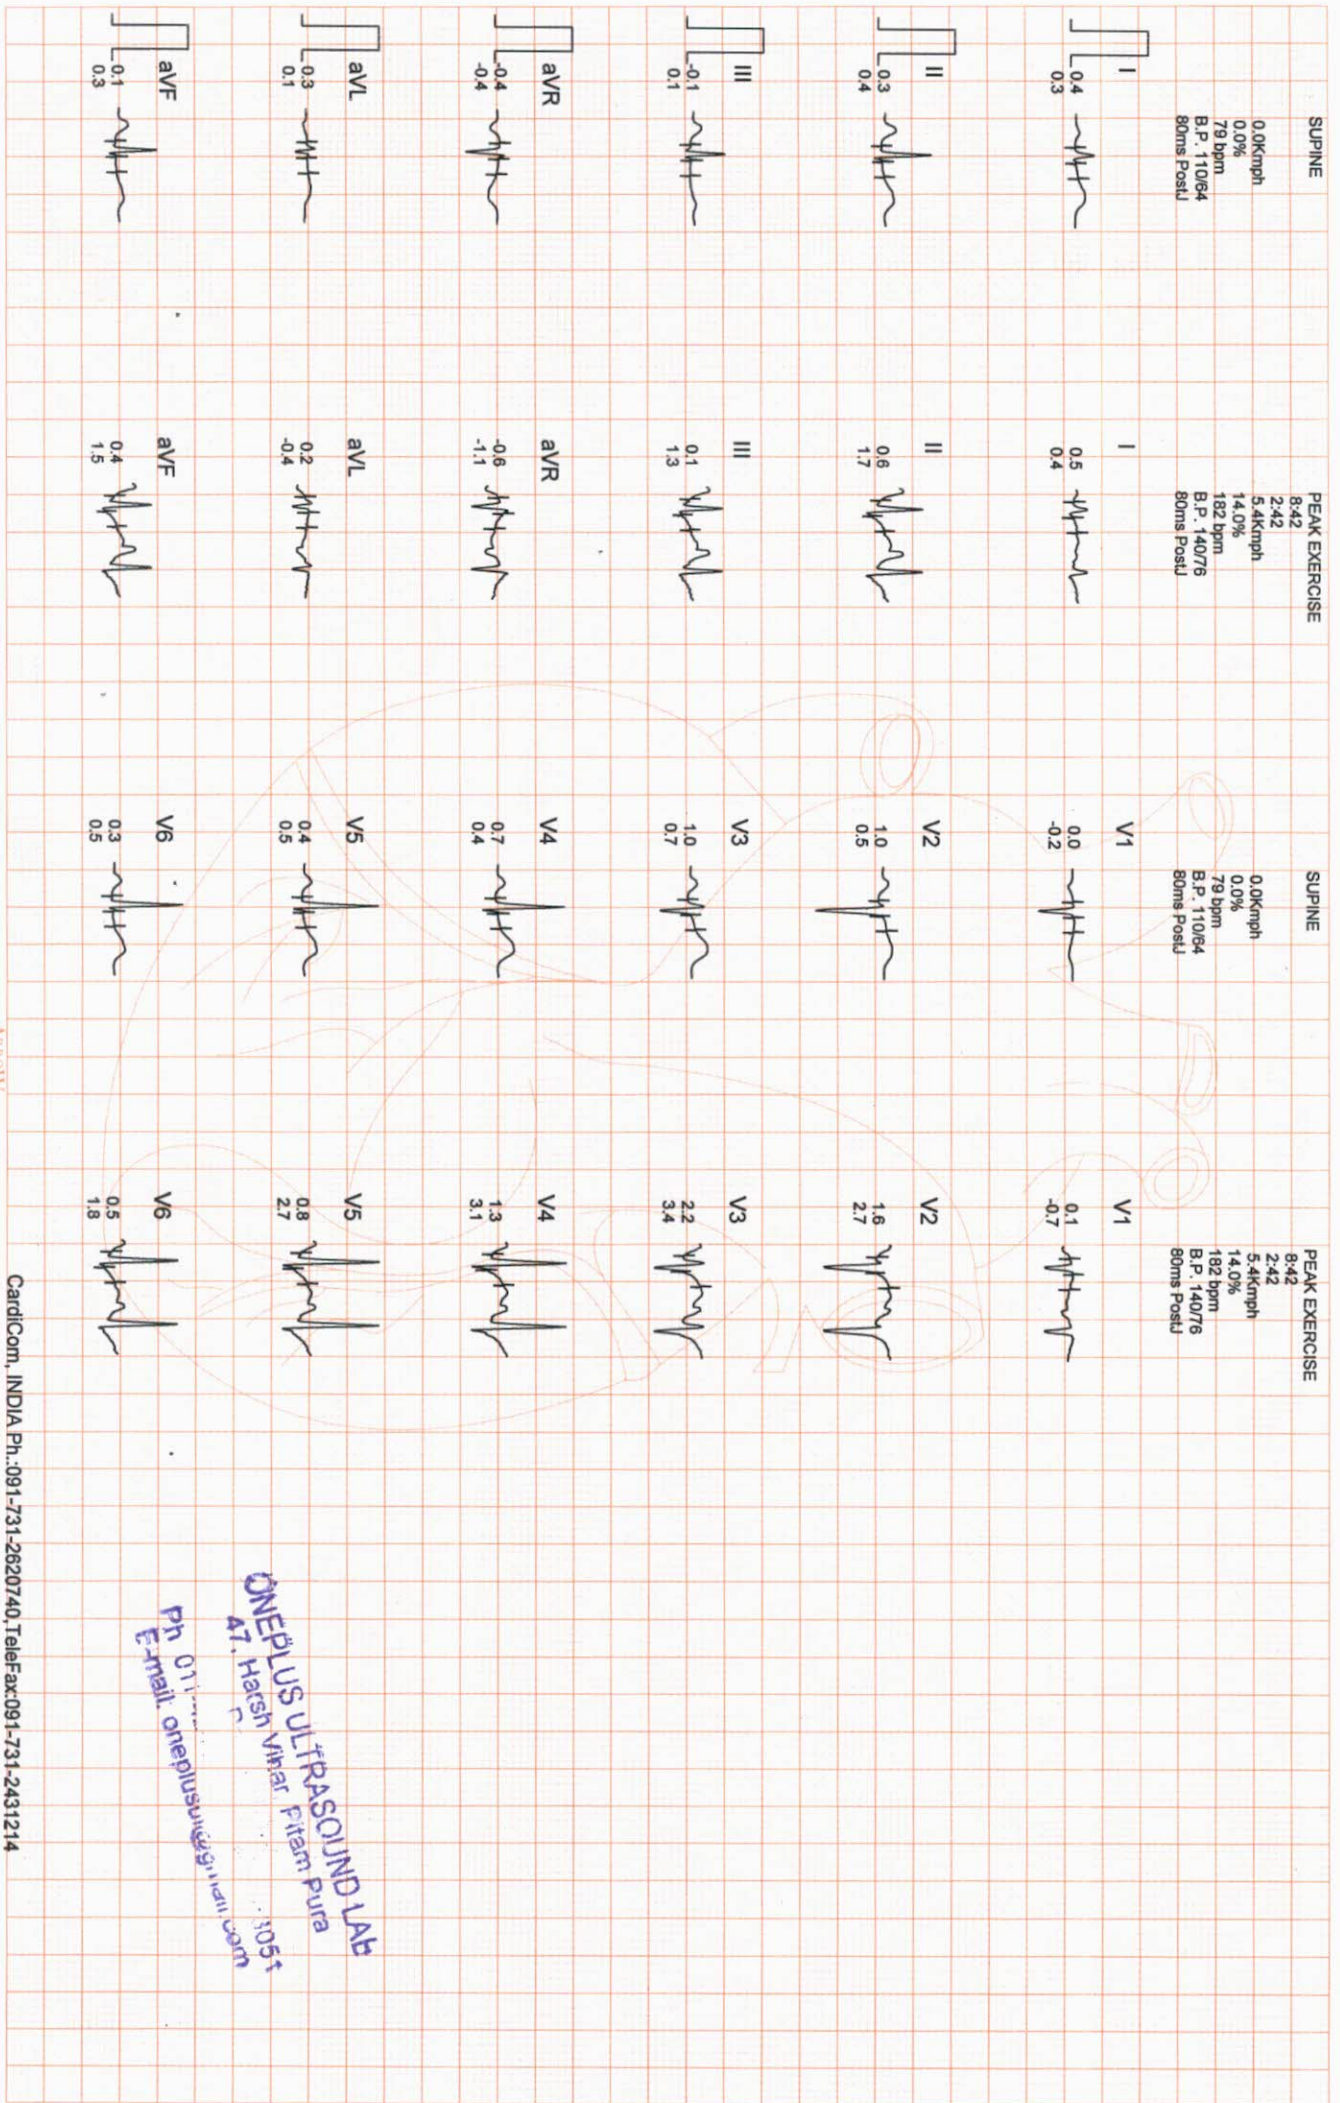 SUPINE
0.0Kmph
0.0%
79 bpm
B.P. 110/64
80ms PostJ
I
0.4
0.3
II
0.3
0.4
III
-0.1
0.1
aVR
-0.4
-0.4
aVL
0.3
0.1
aVF
0.1
0.3
PEAK EXERCISE
8:42
2:42
5.4Kmph
14.0%
182 bpm
B.P. 140/76
80ms PostJ
I
0.5
0.4
II
0.6
1.7
III
0.1
1.3
aVR
-0.6
-1.1
aVL
0.2
-0.4
aVF
0.4
1.5
SUPINE
0.0Kmph
0.0%
79 bpm
B.P. 110/64
80ms PostJ
V1
0.0
-0.2
V2
1.0
0.5
V3
1.0
0.7
V4
0.7
0.4
V5
0.4
0.5
V6
0.3
0.5
PEAK EXERCISE
8:42
2:42
5.4Kmph
14.0%
182 bpm
B.P. 140/76
80ms PostJ
V1
0.1
-0.7
V2
1.6
2.7
V3
2.2
3.4
V4
1.3
3.1
V5
0.8
2.7
V6
0.5
1.8
ONEPLUS ULTRASOUND LAB
47, Harsh Vihar, Pitam Pura
Ph
E-mail:
CardiCom, INDIA Ph.:091-731-2620740,TeleFax:091-731-2431214